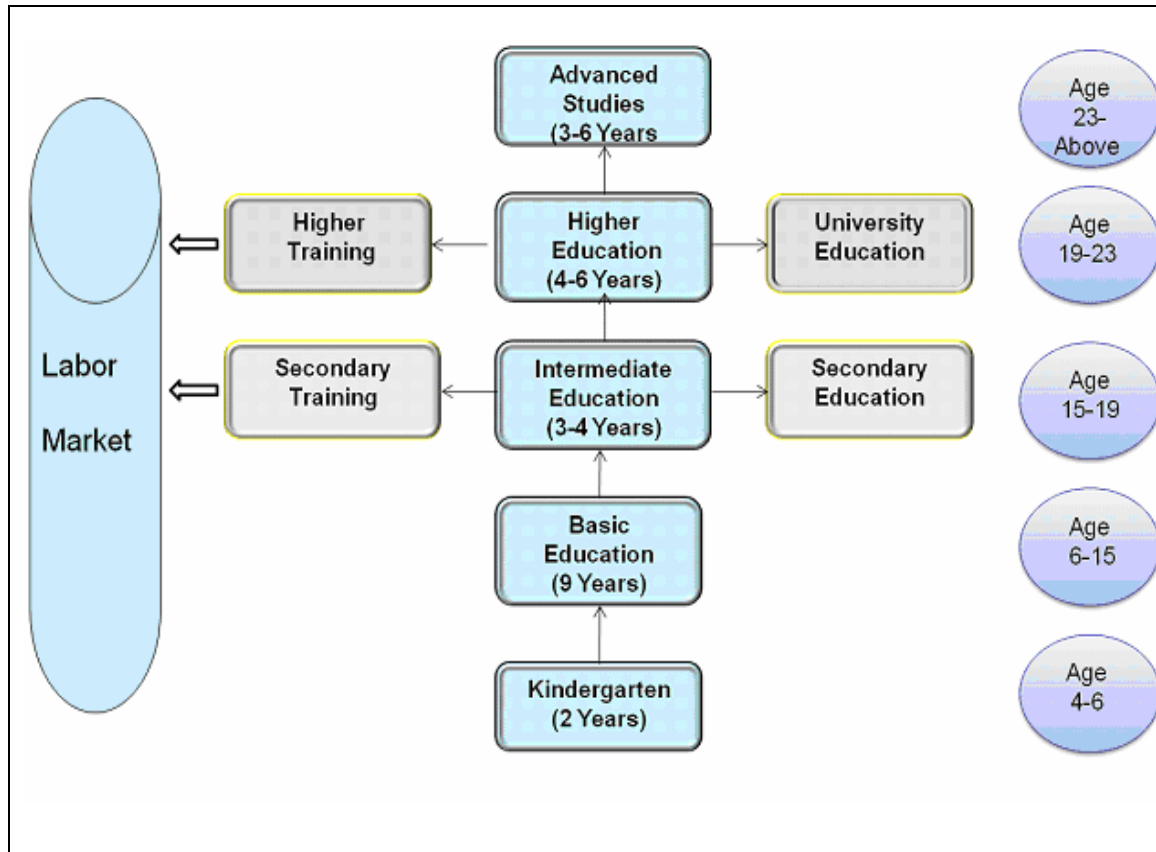 Advanced
Studies
(3-6 Years
Age
23-
Above
Higher
Training
Higher
Education
(4-6 Years)
University
Education
Age
19-23
Labor
Market
Secondary
Training
Intermediate
Education
(3-4 Years)
Secondary
Education
Age
15-19
Basic
Education
(9 Years)
Age
6-15
Kindergarten
(2 Years)
Age
4-6